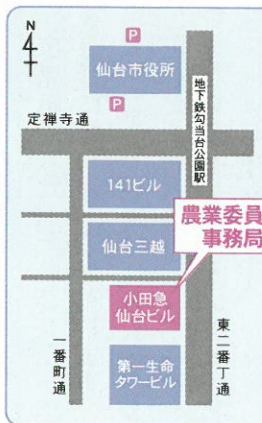 N
P
仙台市役所
P
地下鉄勾当台公園駅
定禅寺通
141ビル
農業委員
事務局
仙台三越
小田急
仙台ビル
一番町通
東二番丁通
第一生命
タワービル